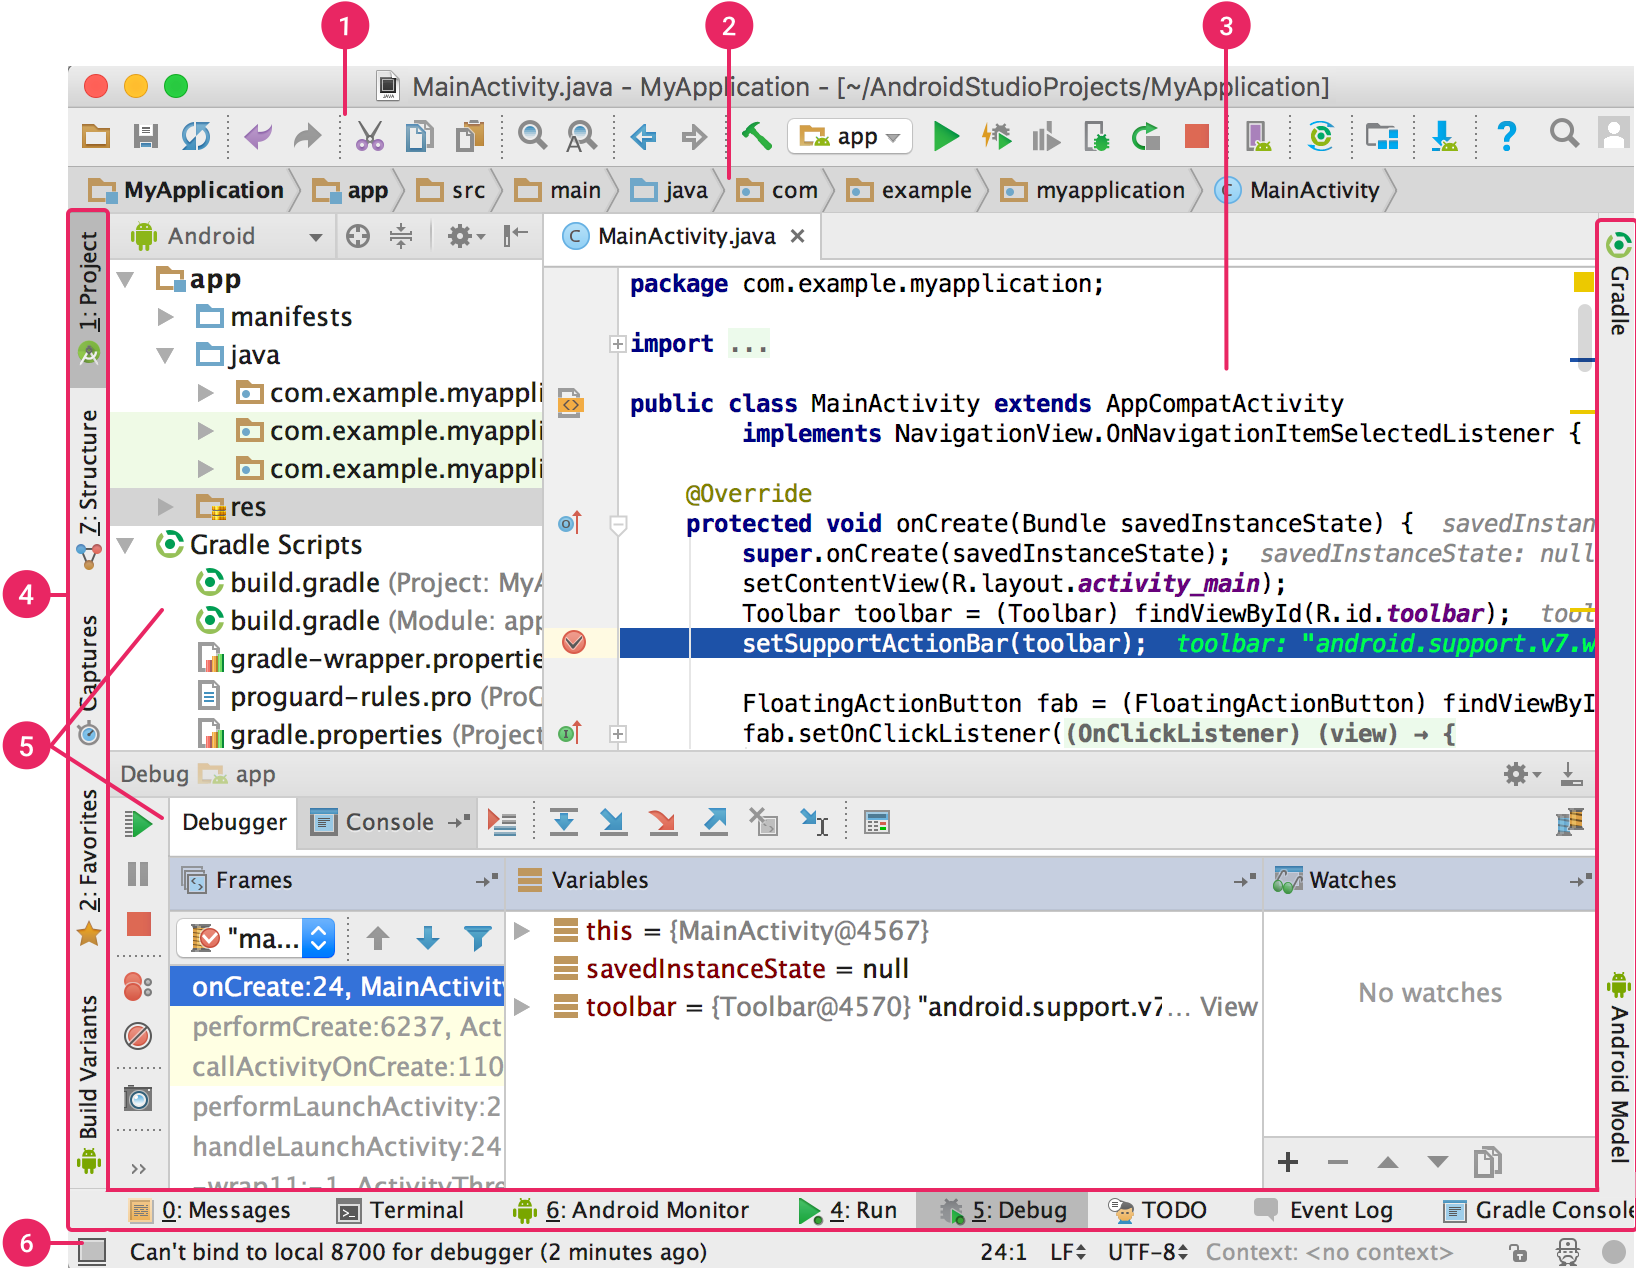 1
2
3
MainActivity.java - MyApplication - [~/AndroidStudioProjects/MyApplication]
app
MyApplication app src main java com example myapplication MainActivity
Android
MainActivity.java
1: Project
Z: Structure
Captures
2: Favorites
Build Variants
Gradle
Android Model
4
5
6
app
manifests
java
com.example.myappli
com.example.myappli
com.example.myappli
res
Gradle Scripts
build.gradle (Project: MyA
build.gradle (Module: app
gradle-wrapper.propertie
proguard-rules.pro (ProC
gradle.properties (Project
package com.example.myapplication;
import ...
public class MainActivity extends AppCompatActivity
implements NavigationView.OnNavigationItemSelectedListener {
@Override
protected void onCreate(Bundle savedInstanceState) { savedInstan
super.onCreate(savedInstanceState); savedInstanceState: null
setContentView(R.layout.activity_main);
Toolbar toolbar = (Toolbar) findViewById(R.id.toolbar); tool
setSupportActionBar(toolbar); toolbar: "android.support.v7.w
FloatingActionButton fab = (FloatingActionButton) findViewByI
fab.setOnClickListener((OnClickListener) (view) → {
Debug app
Debugger Console
Frames Variables Watches
"ma...
onCreate:24, MainActivity
performCreate:6237, Act
callActivityOnCreate:110
performLaunchActivity:2
handleLaunchActivity:24
-wrap11:-1, ActivityThre
this = {MainActivity@4567}
savedInstanceState = null
toolbar = {Toolbar@4570} "android.support.v7... View
No watches
0: Messages Terminal 6: Android Monitor 4: Run 5: Debug TODO Event Log Gradle Console
Can't bind to local 8700 for debugger (2 minutes ago) 24:1 LF UTF-8 Context: <no context>